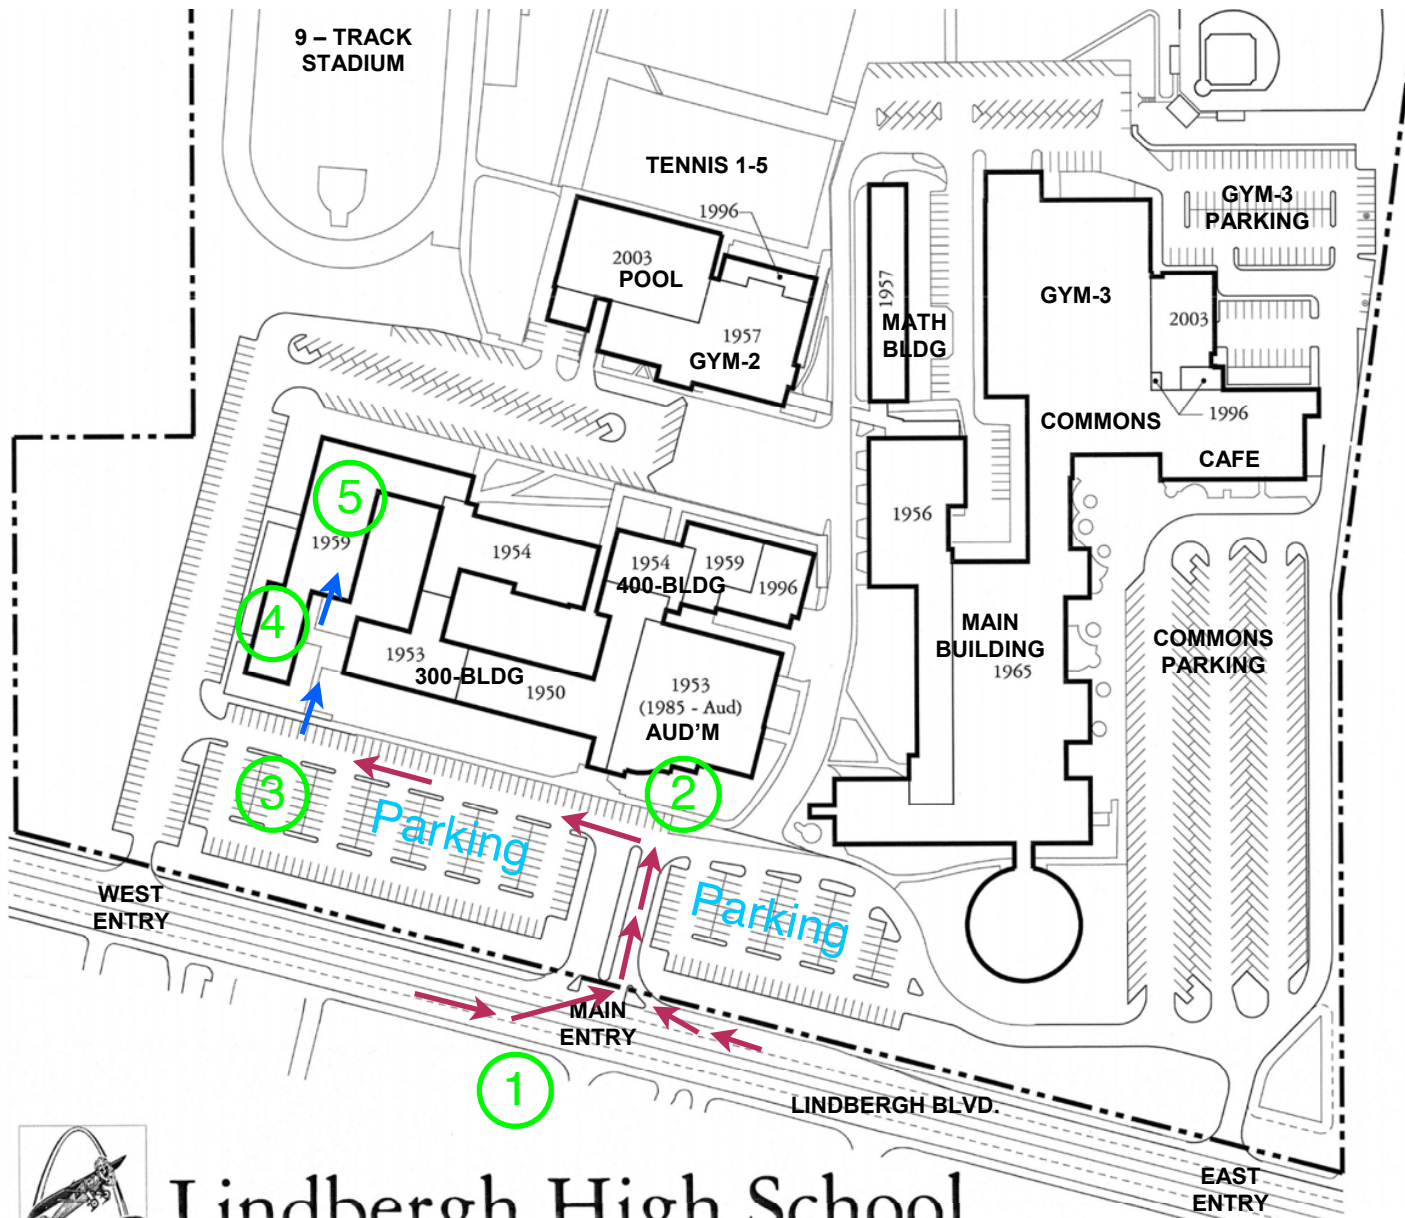 9 – TRACK
STADIUM
TENNIS 1-5
1996
2003
POOL
1957
GYM-2
1957
MATH
BLDG
GYM-3
PARKING
GYM-3
2003
1996
COMMONS
CAFE
5
1959
1954
1954
1959
1996
400-BLDG
1956
4
1953
300-BLDG
1950
1953
(1985 - Aud)
AUD'M
MAIN
BUILDING
1965
COMMONS
PARKING
3
2
Parking
Parking
WEST
ENTRY
MAIN
ENTRY
1
LINDBERGH BLVD.
EAST
ENTRY
Lindbergh High School